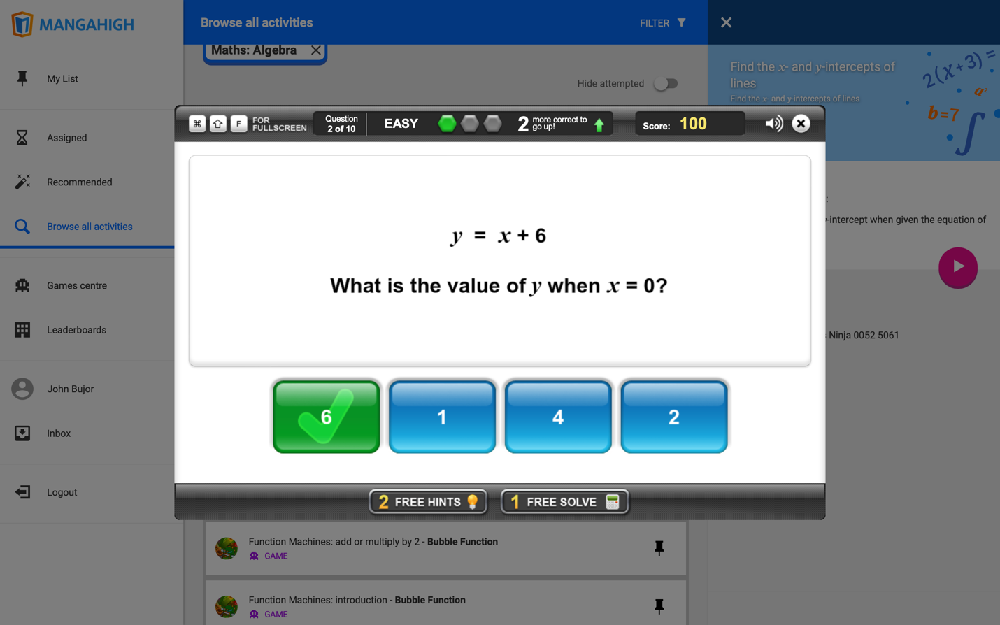 MANGAHIGH
My List
Assigned
Recommended
Browse all activities
Games centre
Leaderboards
John Bujor
Inbox
Logout
Browse all activities
FILTER
Maths: Algebra
Hide attempted
Find the x- and y-intercepts of
lines
Find the x- and y-intercepts of lines
2(x+3)=
a²
b=7
∫
:
-intercept when given the equation of
Ninja 0052 5061
⌘ ⇧ F FOR
FULLSCREEN
Question
2 of 10
EASY
2 more correct to
go up!
Score: 100
y = x + 6
What is the value of y when x = 0?
6
1
4
2
2 FREE HINTS
1 FREE SOLVE
Function Machines: add or multiply by 2 - Bubble Function
GAME
Function Machines: introduction - Bubble Function
GAME